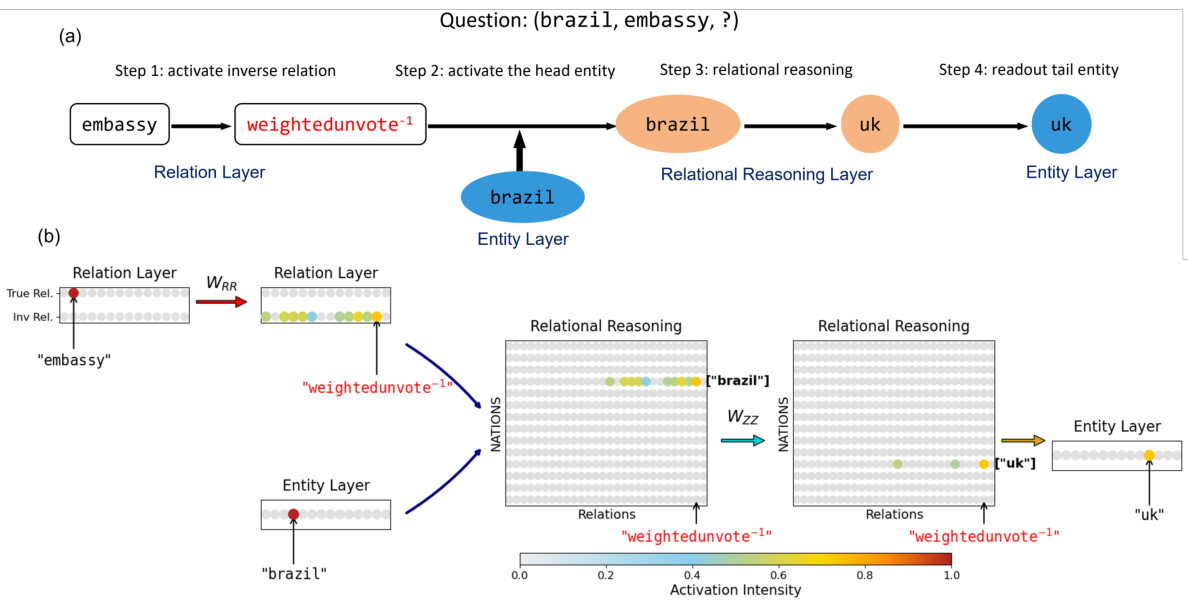 Question: (brazil, embassy, ?)
(a)
Step 1: activate inverse relation
Step 2: activate the head entity
Step 3: relational reasoning
Step 4: readout tail entity
embassy
weightedunvote⁻¹
brazil
uk
uk
Relation Layer
brazil
Relational Reasoning Layer
Entity Layer
Entity Layer
(b)
Relation Layer
W_RR
Relation Layer
True Rel.
Inv Rel.
"embassy"
"weightedunvote⁻¹"
Relational Reasoning
Relational Reasoning
NATIONS
["brazil"]
W_ZZ
NATIONS
["uk"]
Entity Layer
Entity Layer
Relations
Relations
"brazil"
"weightedunvote⁻¹"
"weightedunvote⁻¹"
"uk"
0.0 0.2 0.4 0.6 0.8 1.0
Activation Intensity